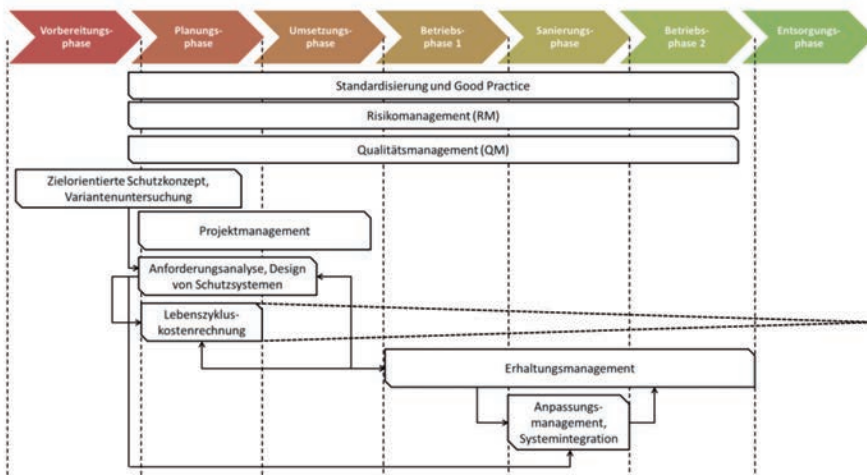 Vorbereitungs-
phase
Planungs-
phase
Umsetzungs-
phase
Betriebs-
phase 1
Sanierungs-
phase
Betriebs-
phase 2
Entsorgungs-
phase
Standardisierung und Good Practice
Risikomanagement (RM)
Qualitätsmanagement (QM)
Zielorientierte Schutzkonzept,
Variantenuntersuchung
Projektmanagement
Anforderungsanalyse, Design
von Schutzsystemen
Lebenszyklus-
kostenrechnung
Erhaltungsmanagement
Anpassungs-
management,
Systemintegration